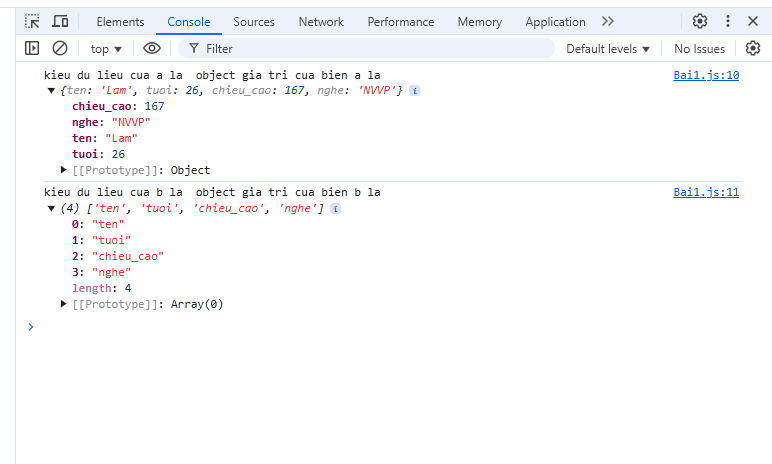 Elements Console Sources Network Performance Memory Application
top Filter Default levels No Issues
kieu du lieu cua a la  object gia tri cua bien a la Bai1.js:10
{ten: 'Lam', tuoi: 26, chieu_cao: 167, nghe: 'NVVP'} i
chieu_cao: 167
nghe: "NVVP"
ten: "Lam"
tuoi: 26
[[Prototype]]: Object
kieu du lieu cua b la  object gia tri cua bien b la Bai1.js:11
(4) ['ten', 'tuoi', 'chieu_cao', 'nghe'] i
0: "ten"
1: "tuoi"
2: "chieu_cao"
3: "nghe"
length: 4
[[Prototype]]: Array(0)